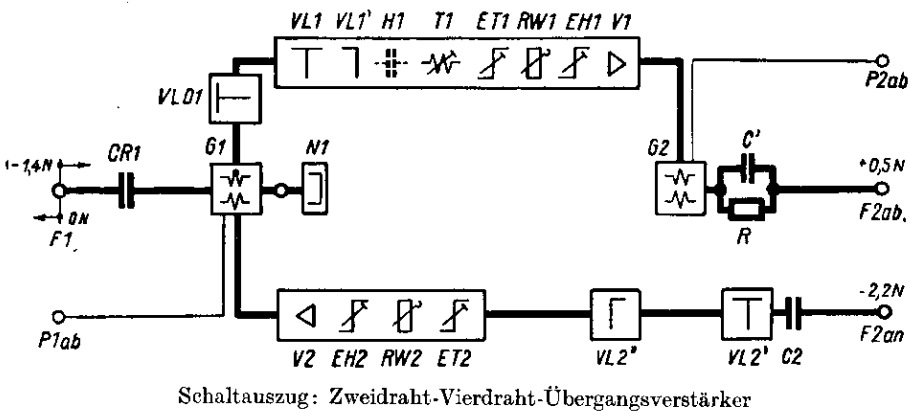 VL1 VL1' H1 T1 ET1 RW1 EH1 V1
P2ab
VLD1
G1 N1
CR1
G2 C'
-1,4N
+0,5N
0N
F1
R
F2ab
-2,2N
P1ab
F2an
V2 EH2 RW2 ET2 VL2" VL2' C2
Schaltauszug: Zweidraht-Vierdraht-Übergangsverstärker